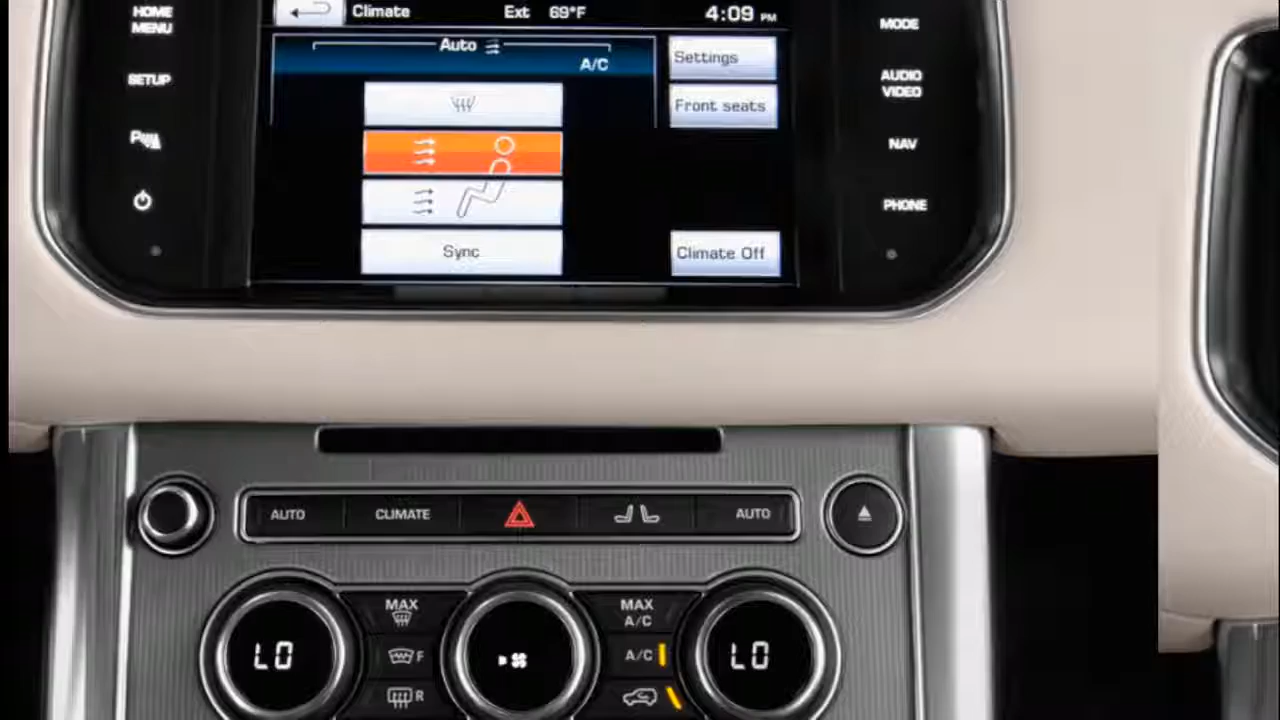 HOME
MENU
Climate
Ext 69°F
4:09 PM
MODE
Auto
A/C
Settings
SETUP
AUDIO
VIDEO
Front seats
P
NAV
PHONE
Sync
Climate Off
AUTO
CLIMATE
AUTO
MAX
MAX
A/C
LO
F
A/C
LO
R